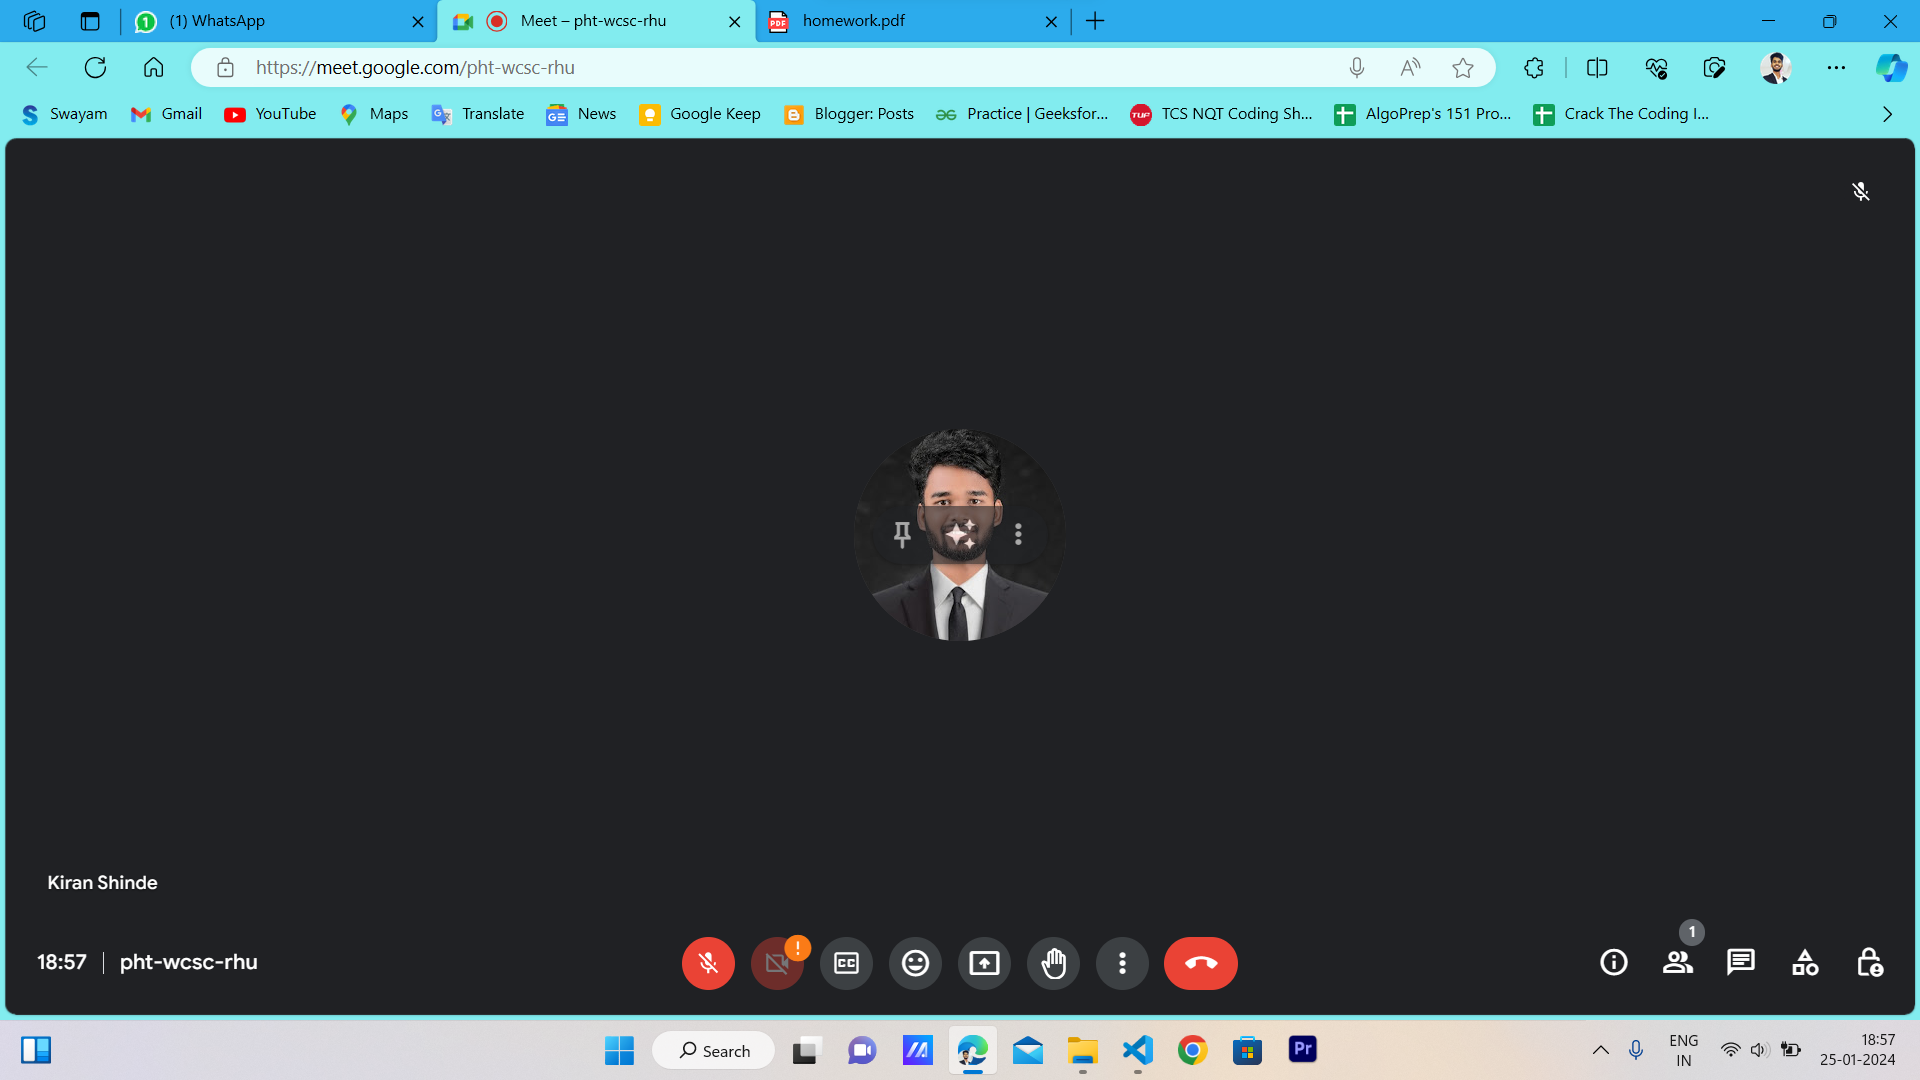 (1) WhatsApp
Meet – pht-wcsc-rhu
homework.pdf
https://meet.google.com/pht-wcsc-rhu
Swayam
Gmail
YouTube
Maps
Translate
News
Google Keep
Blogger: Posts
Practice | Geeksfor...
TCS NQT Coding Sh...
AlgoPrep's 151 Pro...
Crack The Coding I...
Kiran Shinde
18:57 | pht-wcsc-rhu
1
Search
Pr
ENG
IN
18:57
25-01-2024